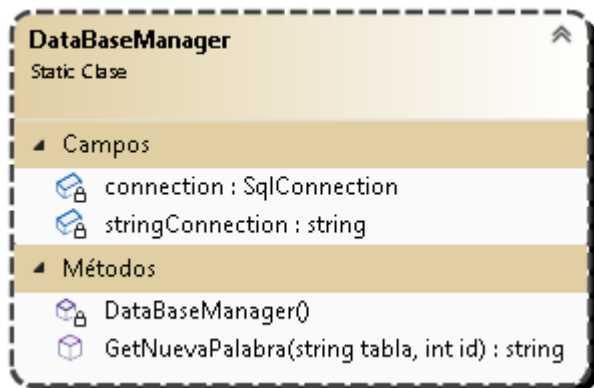 DataBaseManager
Static Clase
Campos
connection : SqlConnection
stringConnection : string
Métodos
DataBaseManager()
GetNuevaPalabra(string tabla, int id) : string